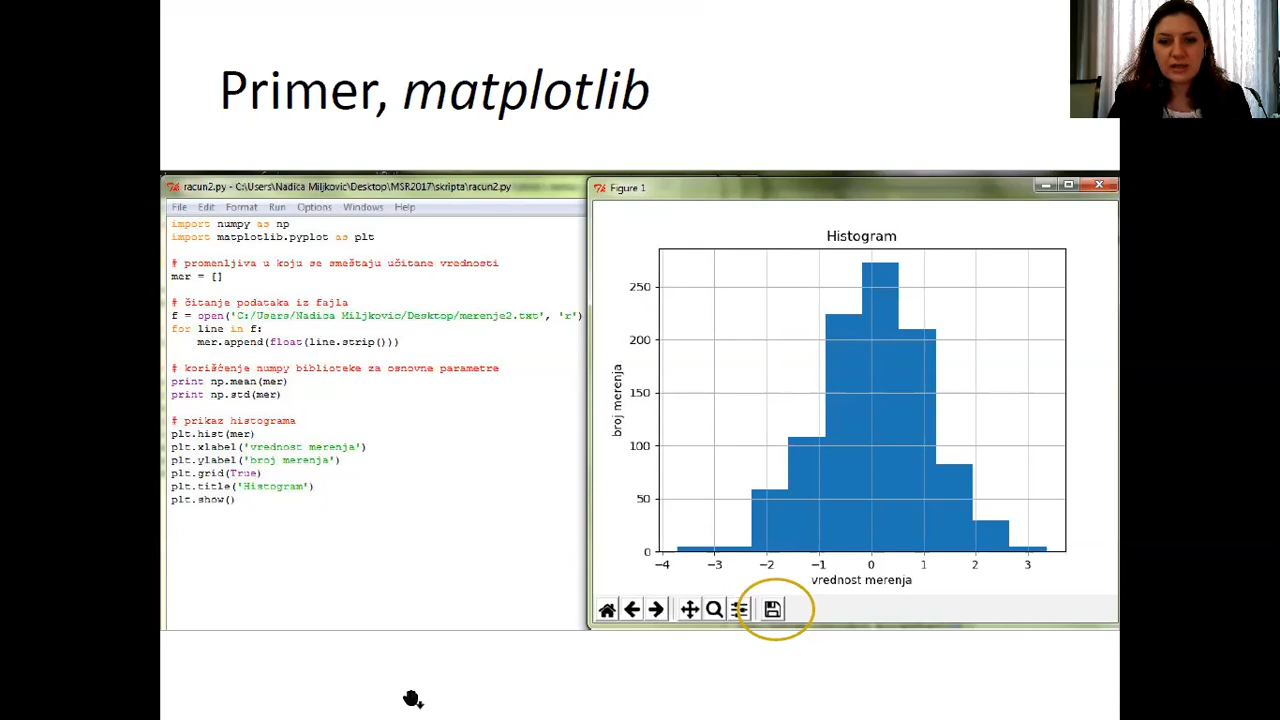 Primer, matplotlib
racun2.py - C:\Users\Nadica Miljkovic\Desktop\MSR2017\skripta\racun2.py
File Edit Format Run Options Windows Help
import numpy as np
import matplotlib.pyplot as plt
# promenljiva u koju se smeštaju učitane vrednosti
mer = []
# čitanje podataka iz fajla
f = open('C:/Users/Nadica Miljkovic/Desktop/merenje2.txt', 'r')
for line in f:
mer.append(float(line.strip()))
# korišćenje numpy biblioteke za osnovne parametre
print np.mean(mer)
print np.std(mer)
# prikaz histograma
plt.hist(mer)
plt.xlabel('vrednost merenja')
plt.ylabel('broj merenja')
plt.grid(True)
plt.title('Histogram')
plt.show()
Figure 1
Histogram
broj merenja
250
200
150
100
50
0
−4 −3 −2 −1 0 1 2 3
vrednost merenja